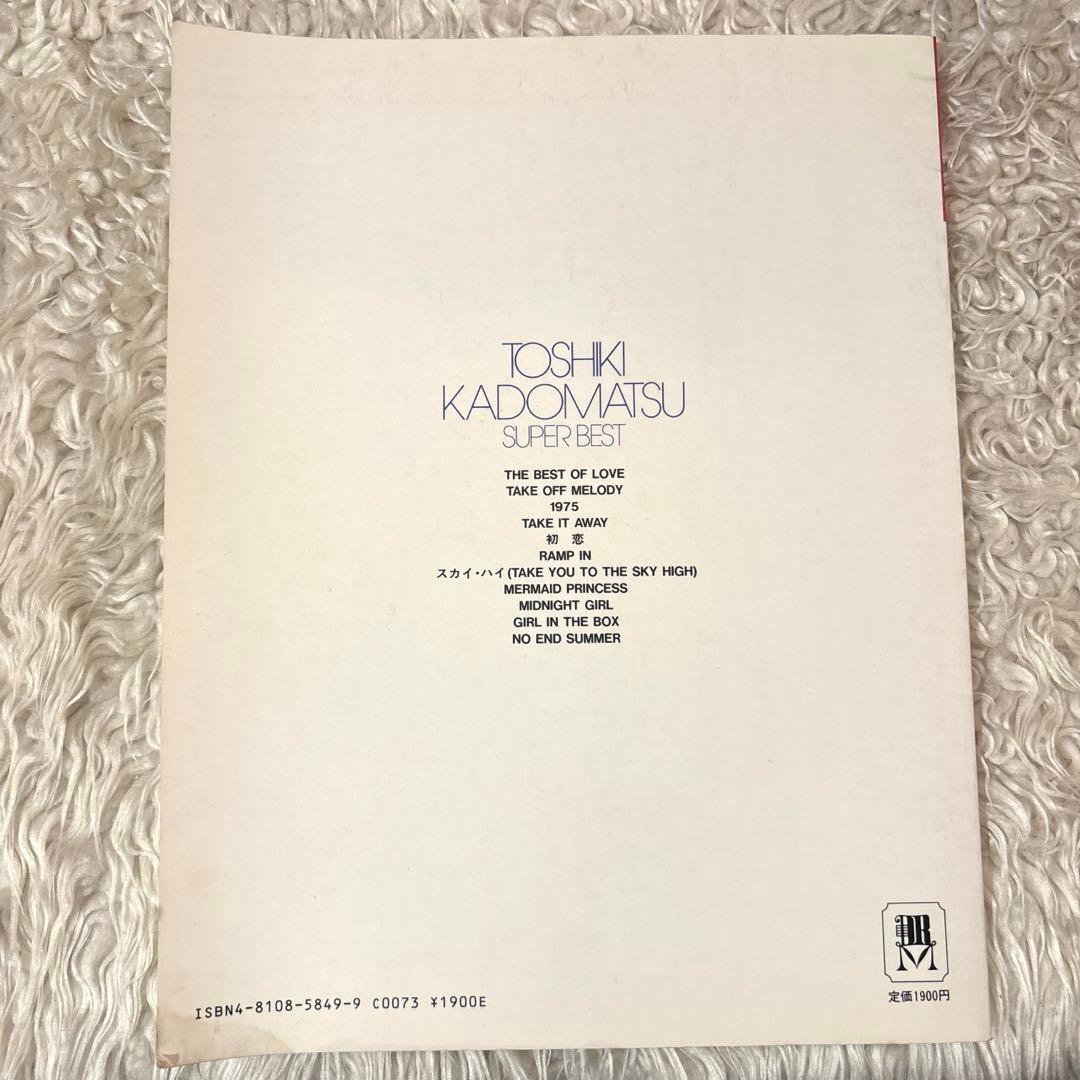 TOSHIKI
KADOMATSU
SUPER BEST
THE BEST OF LOVE
TAKE OFF MELODY
1975
TAKE IT AWAY
初 恋
RAMP IN
スカイ・ハイ(TAKE YOU TO THE SKY HIGH)
MERMAID PRINCESS
MIDNIGHT GIRL
GIRL IN THE BOX
NO END SUMMER
DRM
定価1900円
ISBN4-8108-5849-9 C0073 ¥1900E